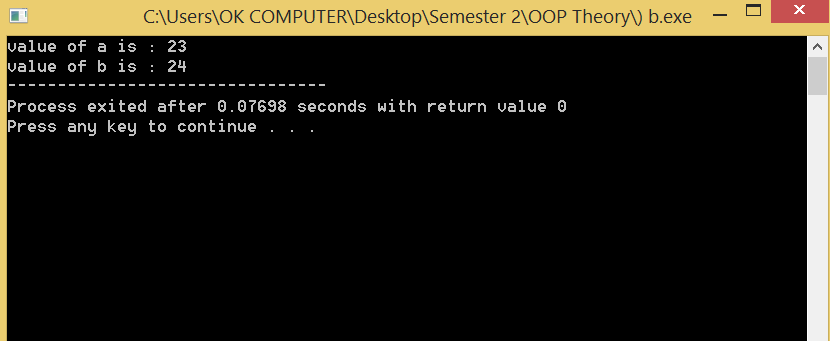 C:\Users\OK COMPUTER\Desktop\Semester 2\OOP Theory\) b.exe
value of a is : 23
value of b is : 24
--------------------------------
Process exited after 0.07698 seconds with return value 0
Press any key to continue . . .